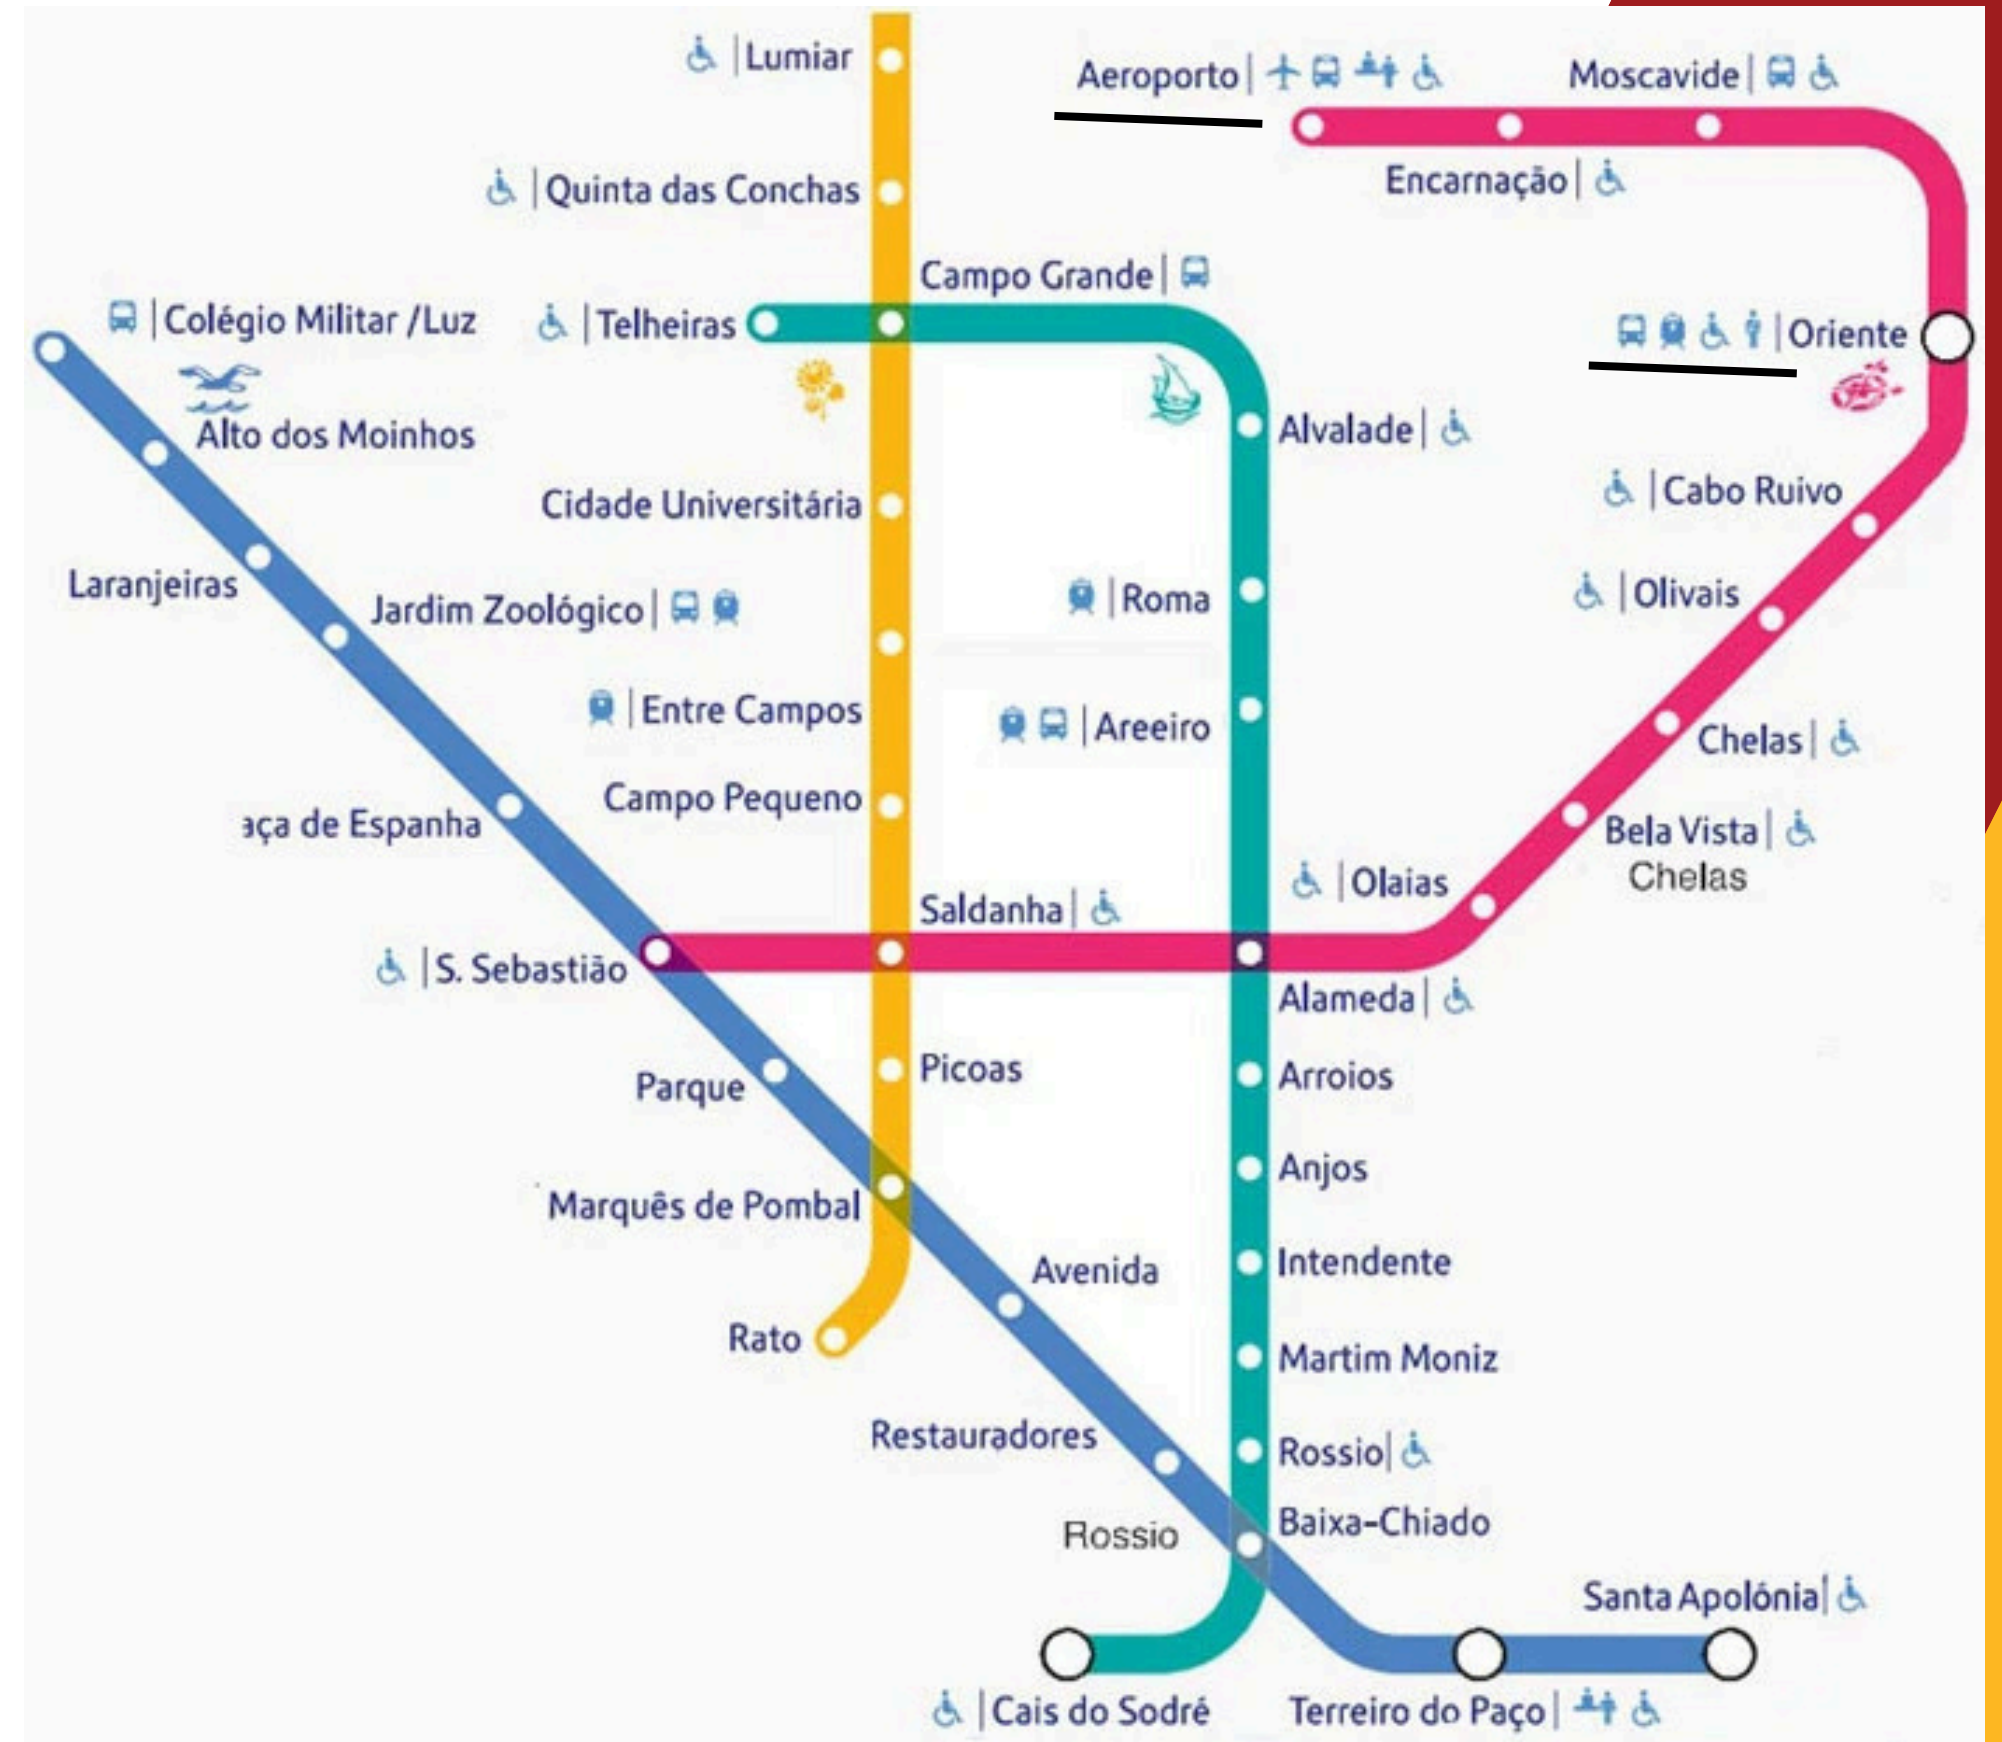 Lumiar
Aeroporto
Moscavide
Encarnação
Quinta das Conchas
Campo Grande
Colégio Militar /Luz
Telheiras
Oriente
Alto dos Moinhos
Alvalade
Cabo Ruivo
Cidade Universitária
Laranjeiras
Jardim Zoológico
Roma
Olivais
Entre Campos
Areeiro
Chelas
Campo Pequeno
aça de Espanha
Bela Vista
Chelas
Olaias
Saldanha
S. Sebastião
Alameda
Parque
Picoas
Arroios
Anjos
Marquês de Pombal
Avenida
Intendente
Rato
Martim Moniz
Restauradores
Rossio
Baixa-Chiado
Rossio
Santa Apolónia
Cais do Sodré
Terreiro do Paço